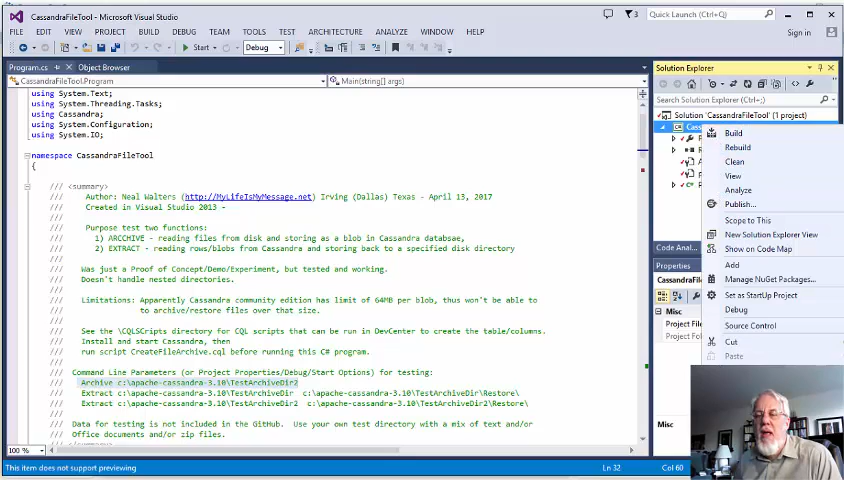 CassandraFileTool - Microsoft Visual Studio
3
Quick Launch (Ctrl+Q)
FILE EDIT VIEW PROJECT BUILD DEBUG TEAM TOOLS TEST ARCHITECTURE ANALYZE WINDOW HELP
Sign in
Start
Debug
Program.cs
Object Browser
CassandraFileTool.Program
Main(string[] args)
using System.Text;
using System.Threading.Tasks;
using Cassandra;
using System.Configuration;
using System.IO;
namespace CassandraFileTool
{
/// <summary>
/// Author: Neal Walters (http://MyLifeIsMyMessage.net) Irving (Dallas) Texas - April 13, 2017
/// Created in Visual Studio 2013 -
///
/// Purpose test two functions:
/// 1) ARCCHIVE - reading files from disk and storing as a blob in Cassandra databsae,
/// 2) EXTRACT - reading rows/blobs from Cassandra and storing back to a specified disk directory
///
/// Was just a Proof of Concept/Demo/Experiment, but tested and working.
/// Doesn't handle nested directories.
///
/// Limitations: Apparently Cassandra community edition has limit of 64MB per blob, thus won't be able to
/// to archive/restore files over that size.
///
/// See the \CQLSCripts directory for CQL scripts that can be run in DevCenter to create the table/columns.
/// Install and start Cassandra, then
/// run script CreateFileArchive.cql before running this C# program.
///
/// Command Line Parameters (or Project Properties/Debug/Start Options) for testing:
/// Archive c:\apache-cassandra-3.10\TestArchiveDir2
/// Extract c:\apache-cassandra-3.10\TestArchiveDir c:\apache-cassandra-3.10\TestArchiveDir\Restore\
/// Extract c:\apache-cassandra-3.10\TestArchiveDir2 c:\apache-cassandra-3.10\TestArchiveDir2\Restore\
///
/// Data for testing is not included in the GitHub. Use your own test directory with a mix of text and/or
/// Office documents and/or zip files.
/// </summary>
100 %
This item does not support previewing
Ln 32
Col 60
Solution Explorer
Search Solution Explorer (Ctrl+;)
Solution 'CassandraFileTool' (1 project)
Build
Rebuild
Clean
View
Analyze
Publish...
Scope to This
New Solution Explorer View
Show on Code Map
Add
Manage NuGet Packages...
Set as StartUp Project
Debug
Source Control
Cut
Paste
Code Anal...
Properties
CassandraFile
Misc
Project File
Project Fol
Misc